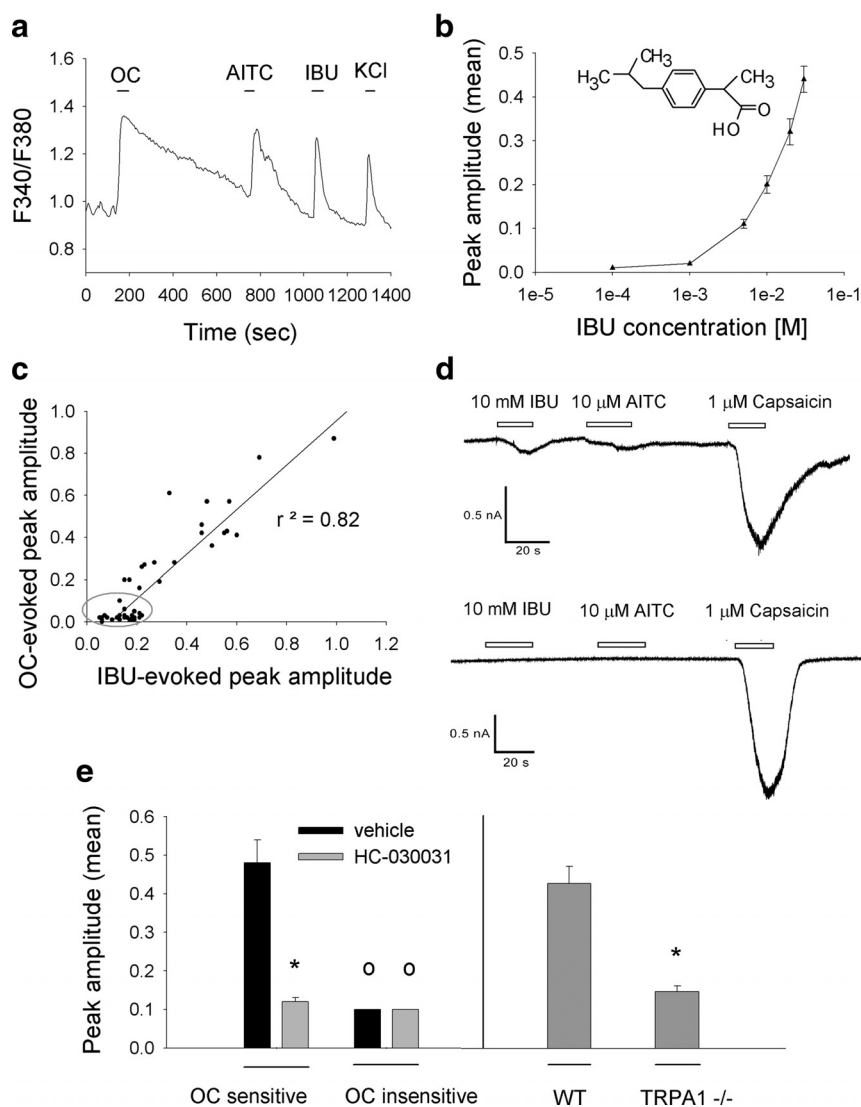 a
OC AITC IBU KCl
1.6
1.4
1.2
1.0
0.8
F340/F380
0 200 400 600 800 1000 1200 1400
Time (sec)
b
0.5
0.4
0.3
0.2
0.1
0.0
Peak amplitude (mean)
CH₃
H₃C
CH₃
O
HO
1e-5 1e-4 1e-3 1e-2 1e-1
IBU concentration [M]
c
1.0
0.8
0.6
0.4
0.2
0.0
OC-evoked peak amplitude
r ² = 0.82
0.0 0.2 0.4 0.6 0.8 1.0
IBU-evoked peak amplitude
d
10 mM IBU 10 μM AITC 1 μM Capsaicin
0.5 nA
20 s
10 mM IBU 10 μM AITC 1 μM Capsaicin
0.5 nA
20 s
e
0.6
0.5
0.4
0.3
0.2
0.1
0.0
Peak amplitude (mean)
vehicle
HC-030031
* o o *
OC sensitive OC insensitive WT TRPA1 -/-